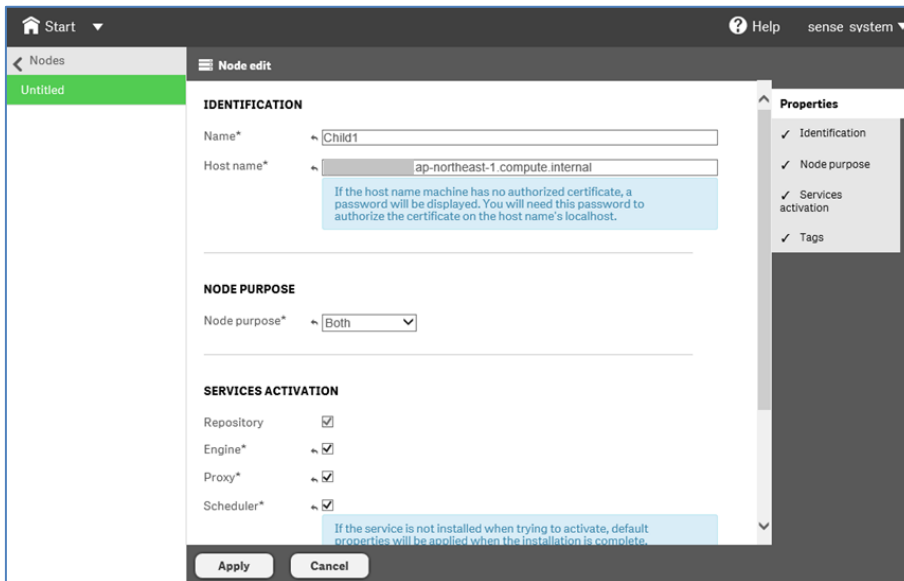 Start
Help
sense_system
Nodes
Node edit
Untitled
IDENTIFICATION
Name*
Child1
Host name*
ap-northeast-1.compute.internal
If the host name machine has no authorized certificate, a
password will be displayed. You will need this password to
authorize the certificate on the host name's localhost.
NODE PURPOSE
Node purpose*
Both
SERVICES ACTIVATION
Repository
Engine*
Proxy*
Scheduler*
If the service is not installed when trying to activate, default
properties will be applied when the installation is complete.
Apply
Cancel
Properties
Identification
Node purpose
Services
activation
Tags